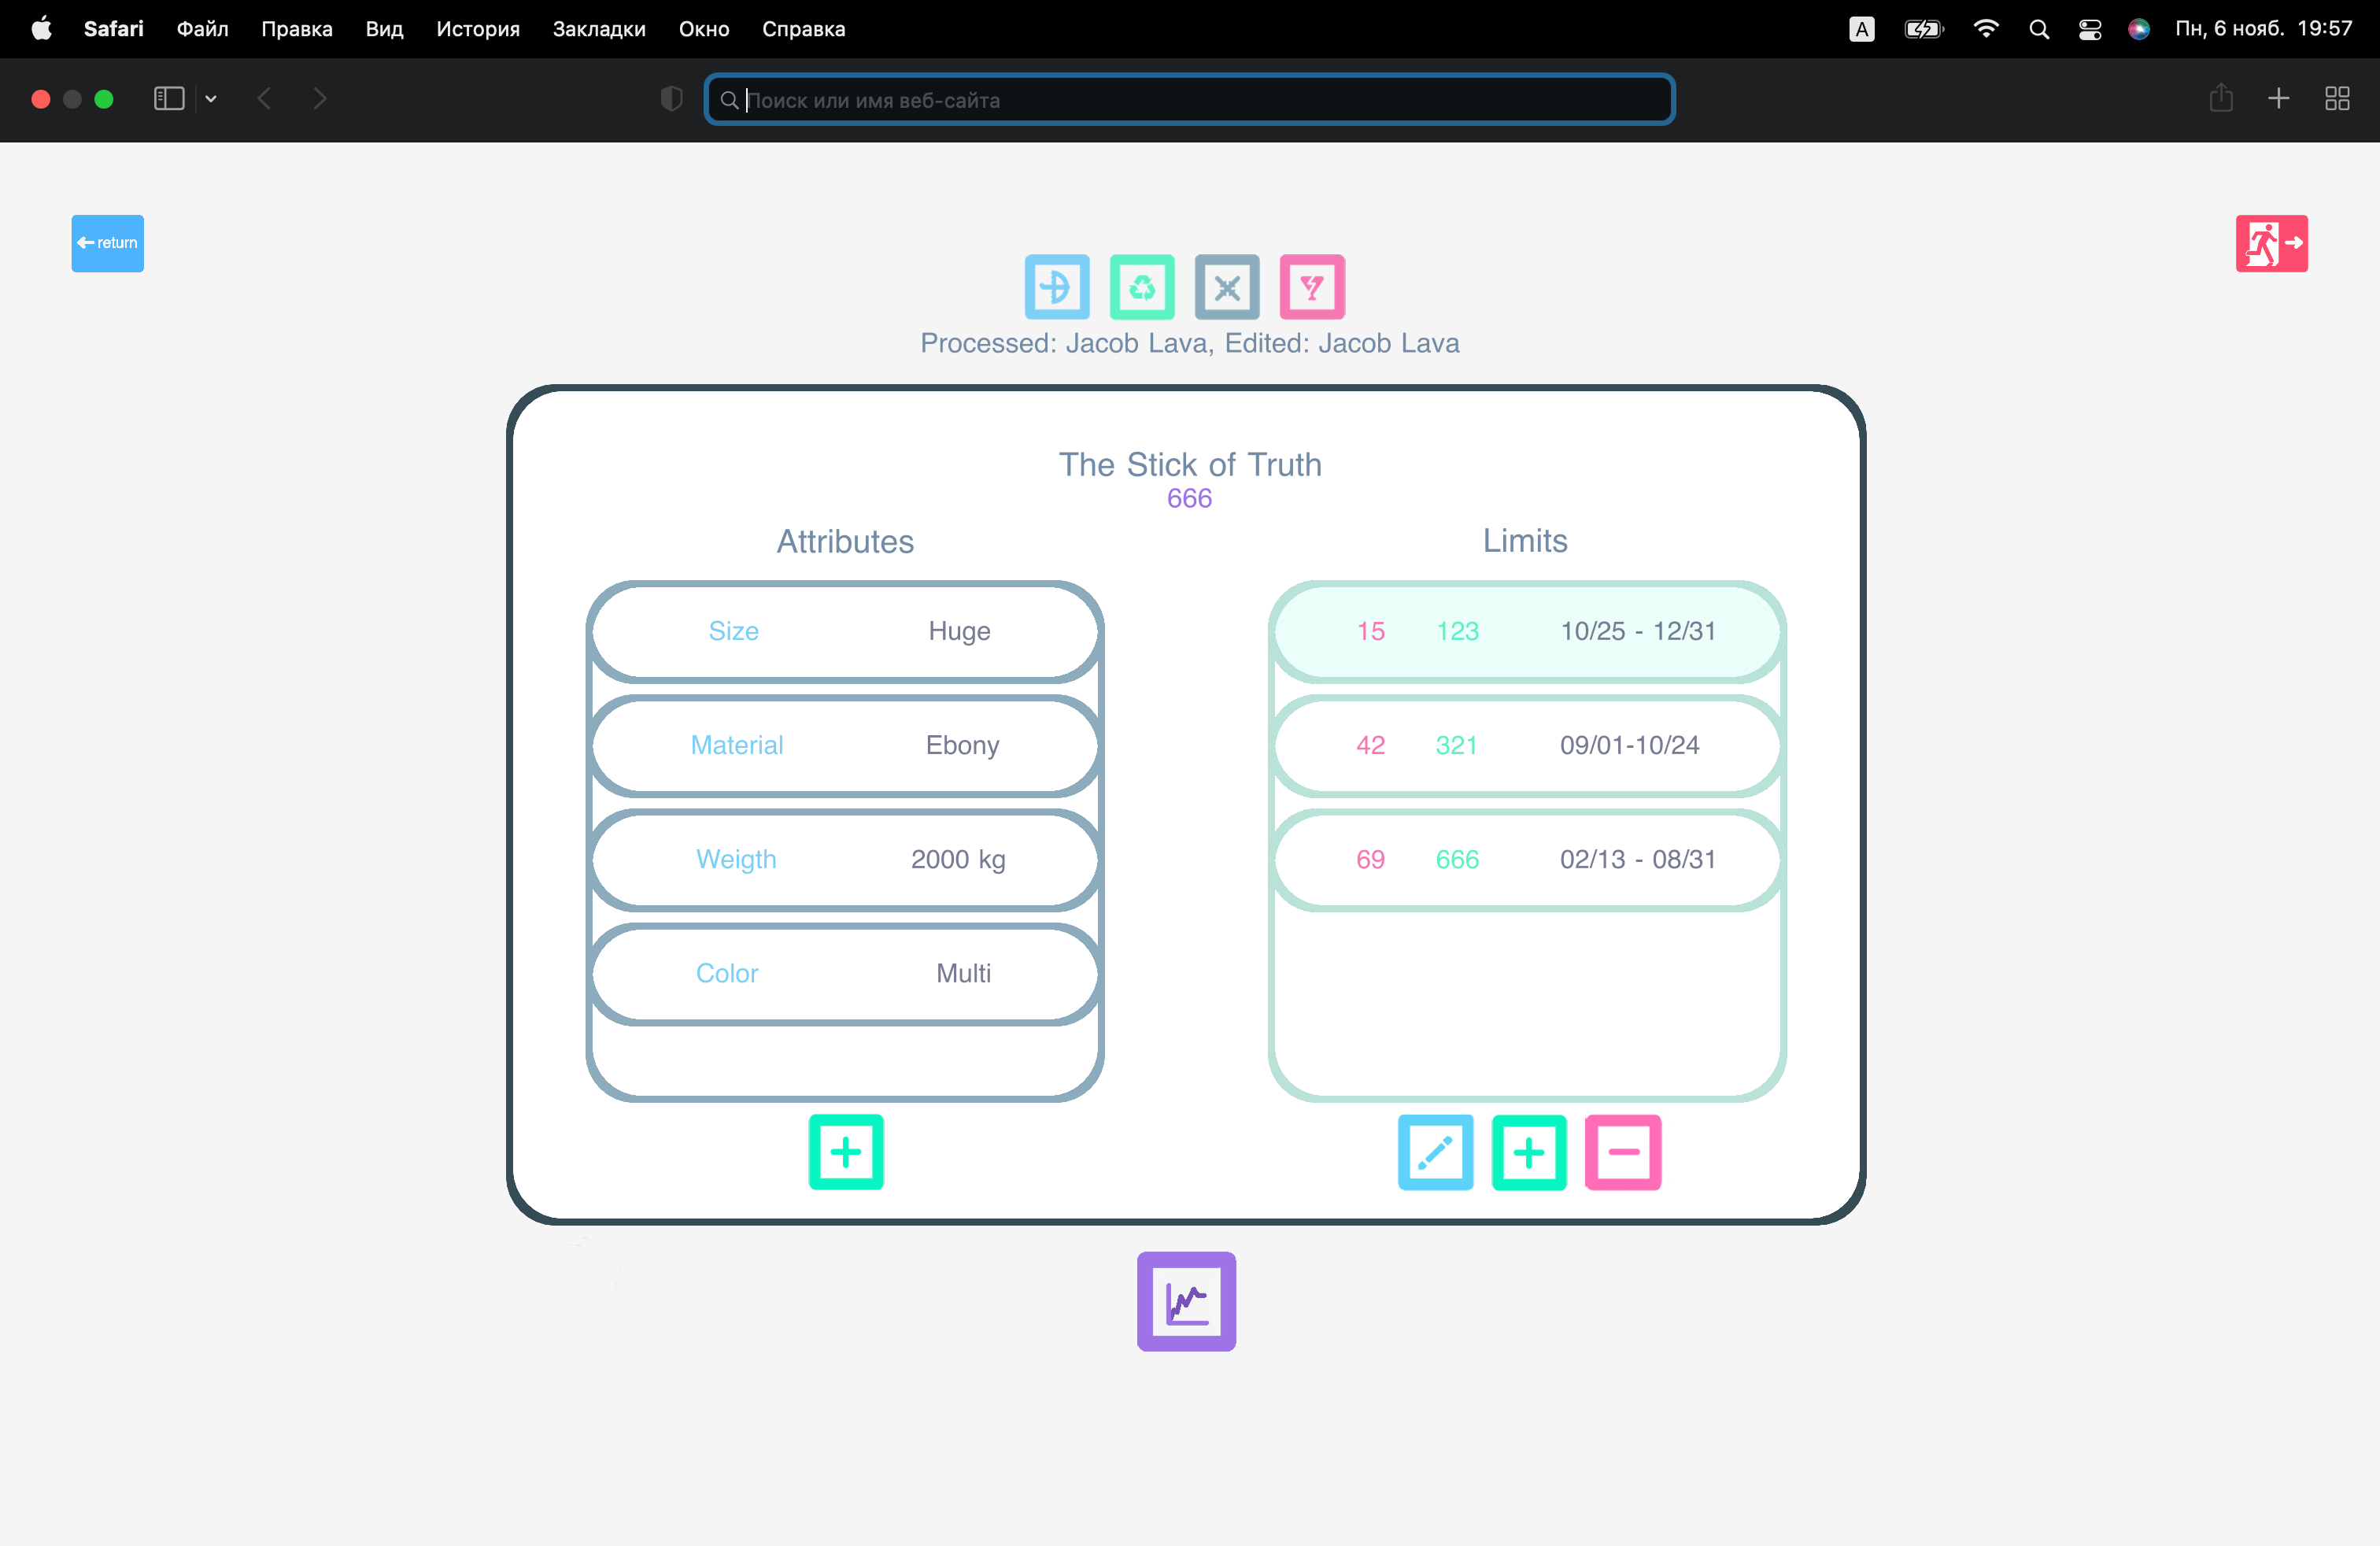 Safari Файл Правка Вид История Закладки Окно Справка A Пн, 6 нояб. 19:57
Поиск или имя веб-сайта
return
Processed: Jacob Lava, Edited: Jacob Lava
The Stick of Truth
666
Attributes
Size Huge
Material Ebony
Weigth 2000 kg
Color Multi
Limits
15 123 10/25 - 12/31
42 321 09/01-10/24
69 666 02/13 - 08/31